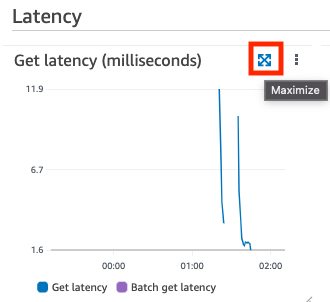 Latency
Get latency (milliseconds)
Maximize
11.9
6.7
1.6
00:00 01:00 02:00
Get latency Batch get latency